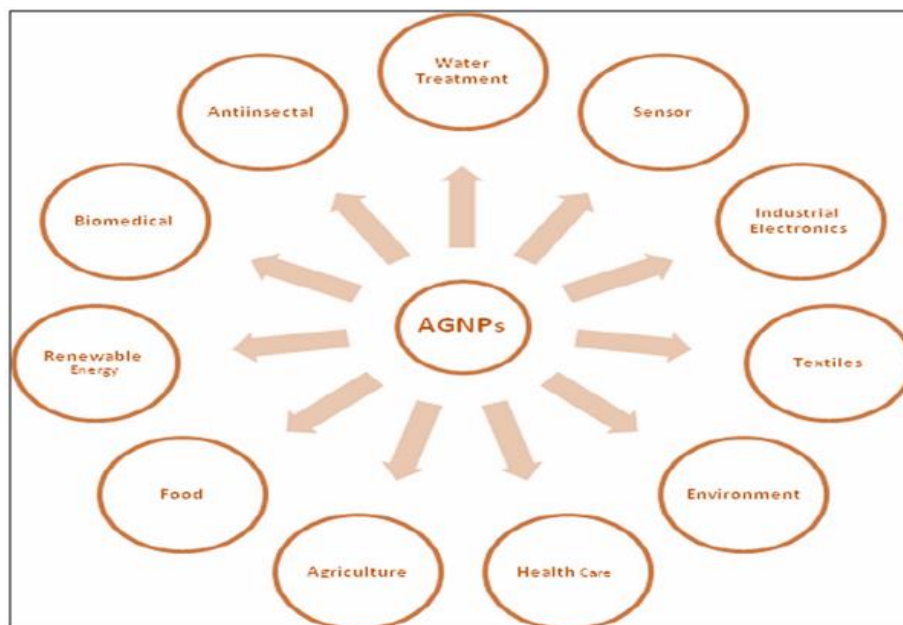 Water
Treatment
Sensor
Industrial
Electronics
Textiles
Environment
Health Care
Agriculture
Food
Renewable
Energy
Biomedical
Antiinsectal
AGNPs